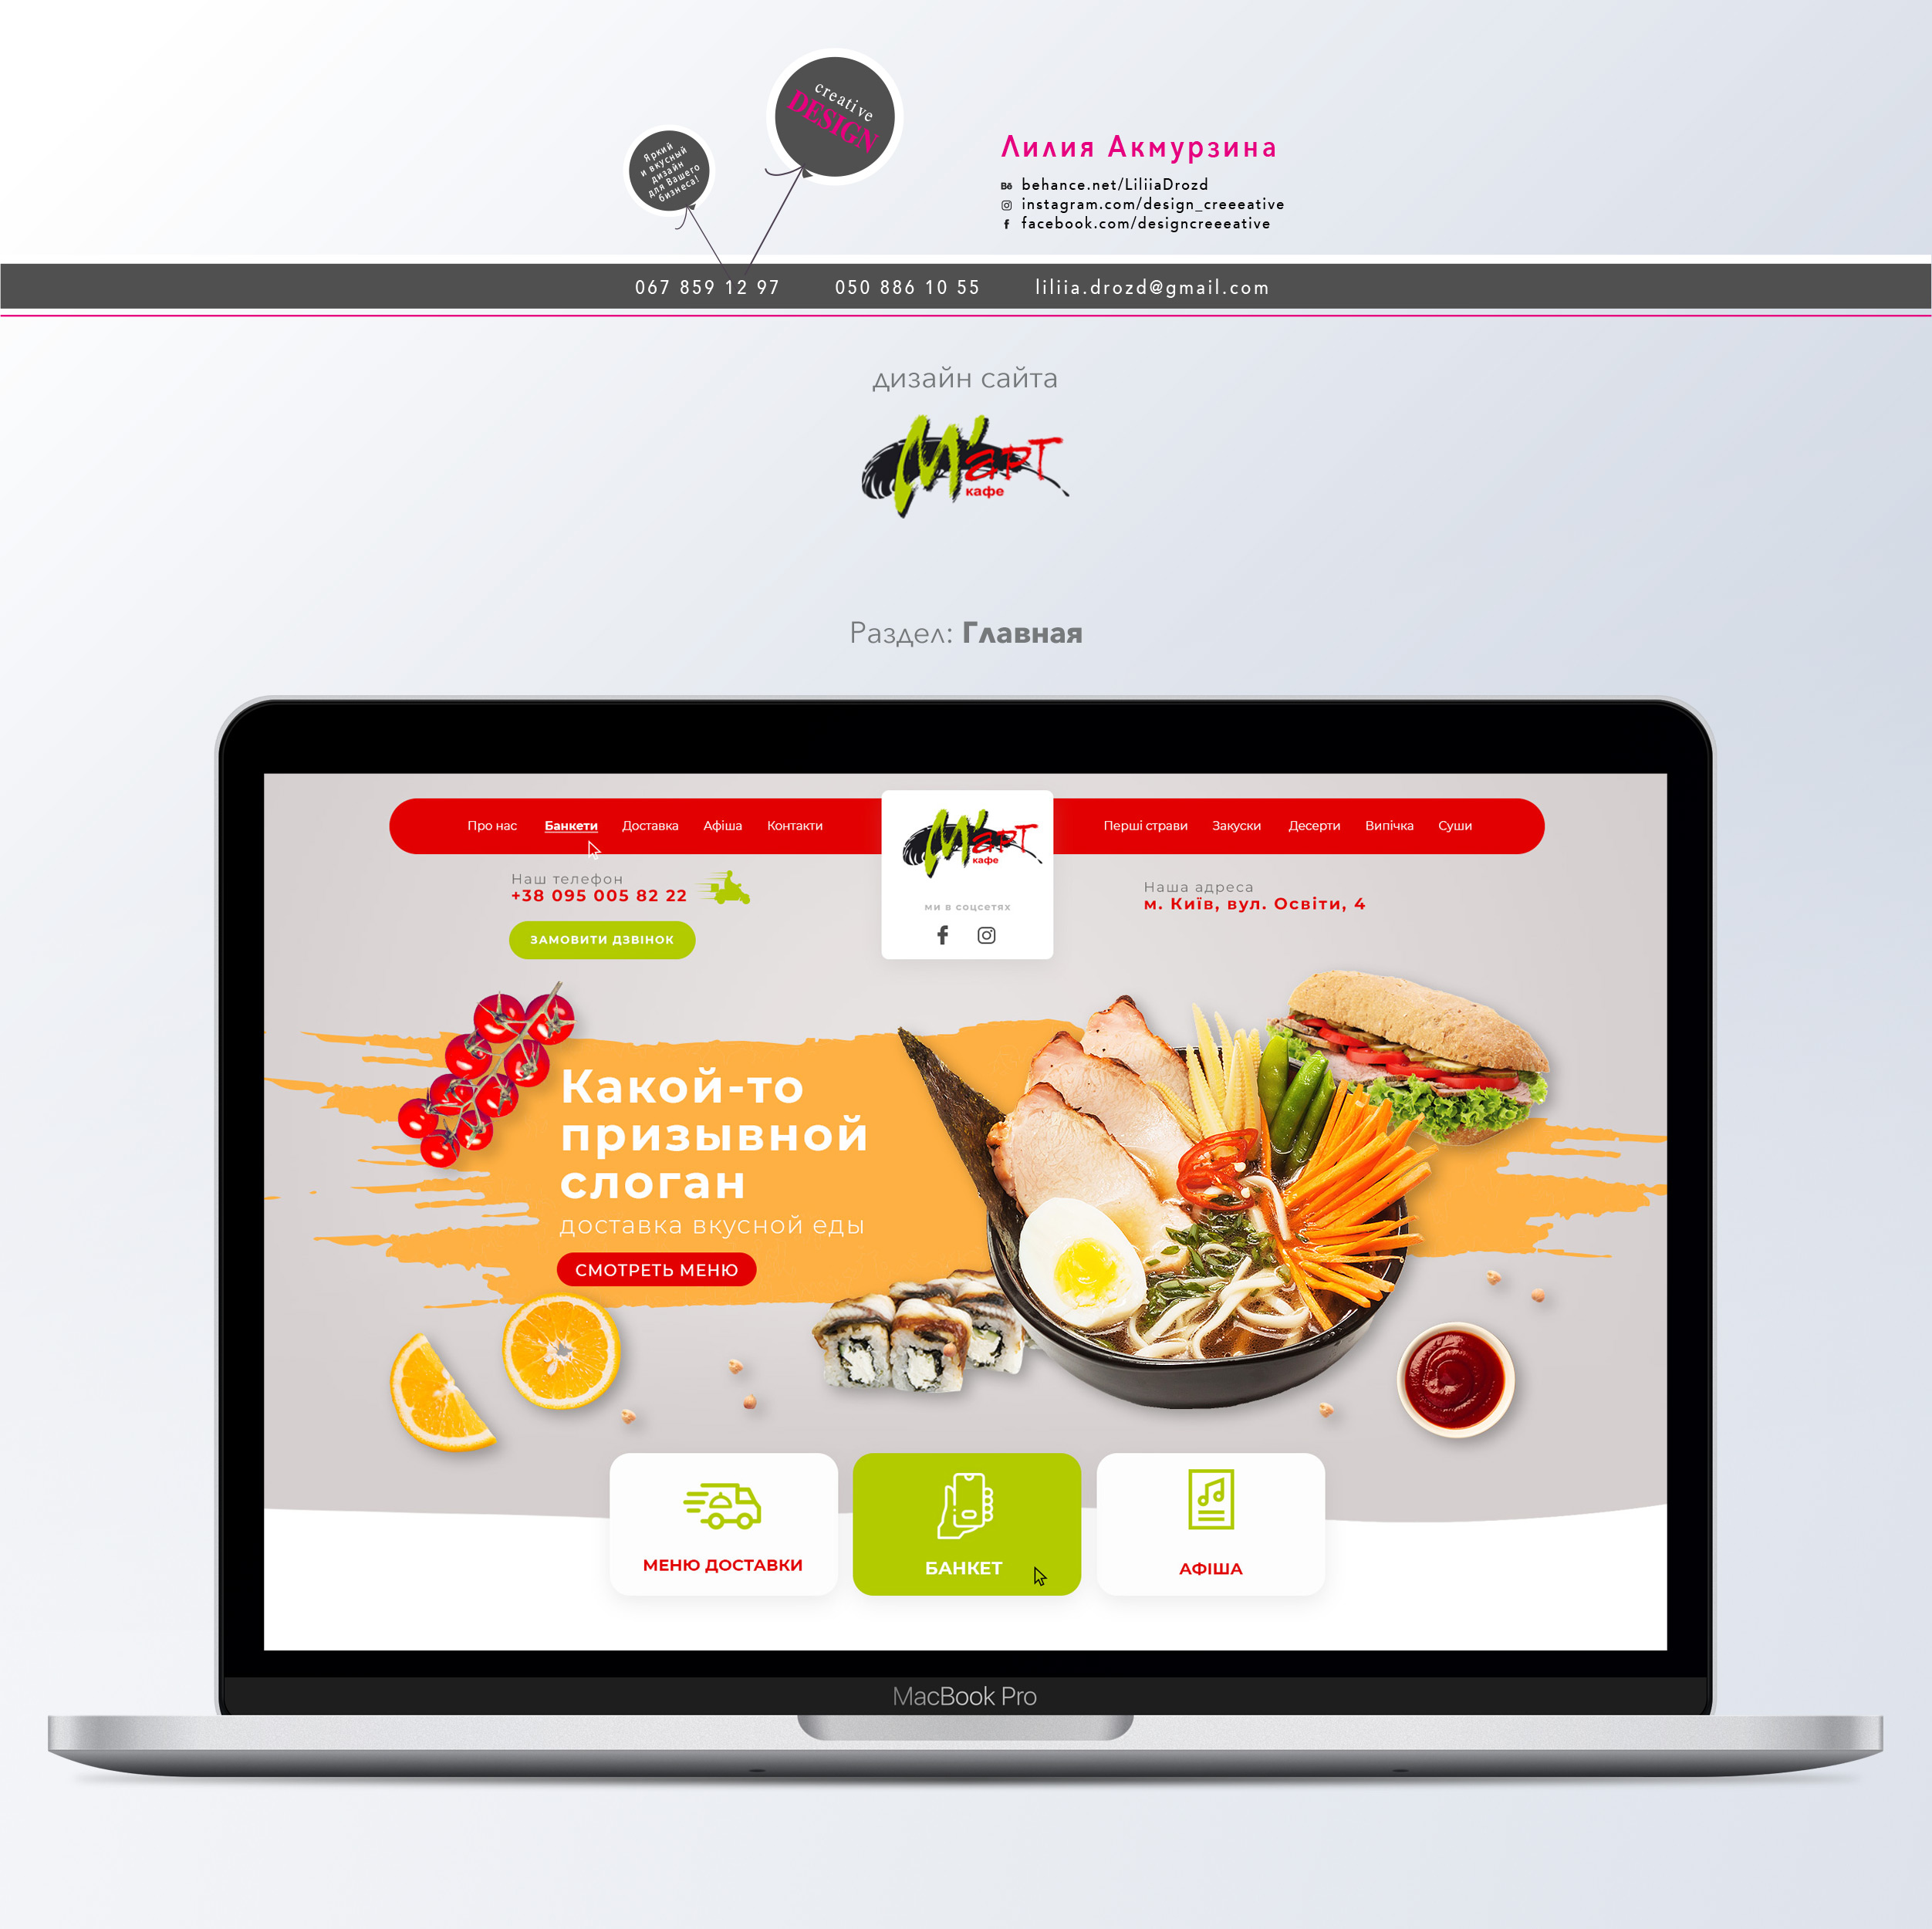 creative
DESIGN
Яркий
и вкусный
дизайн
для Вашего
бизнеса!
Лилия Акмурзина
Bē behance.net/LiliiaDrozd
instagram.com/design_creeeative
f facebook.com/designcreeeative
067 859 12 97 050 886 10 55 liliia.drozd@gmail.com
дизайн сайта
М'арТ
кафе
Раздел: Главная
Про нас Банкети Доставка Афіша Контакти
М'арТ
кафе
Перші страви Закуски Десерти Випічка Суши
Наш телефон
+38 095 005 82 22
ЗАМОВИТИ ДЗВІНОК
ми в соцсетях
f
Наша адреса
м. Київ, вул. Освіти, 4
Какой-то
призывной
слоган
доставка вкусной еды
СМОТРЕТЬ МЕНЮ
МЕНЮ ДОСТАВКИ
БАНКЕТ
АФІША
MacBook Pro